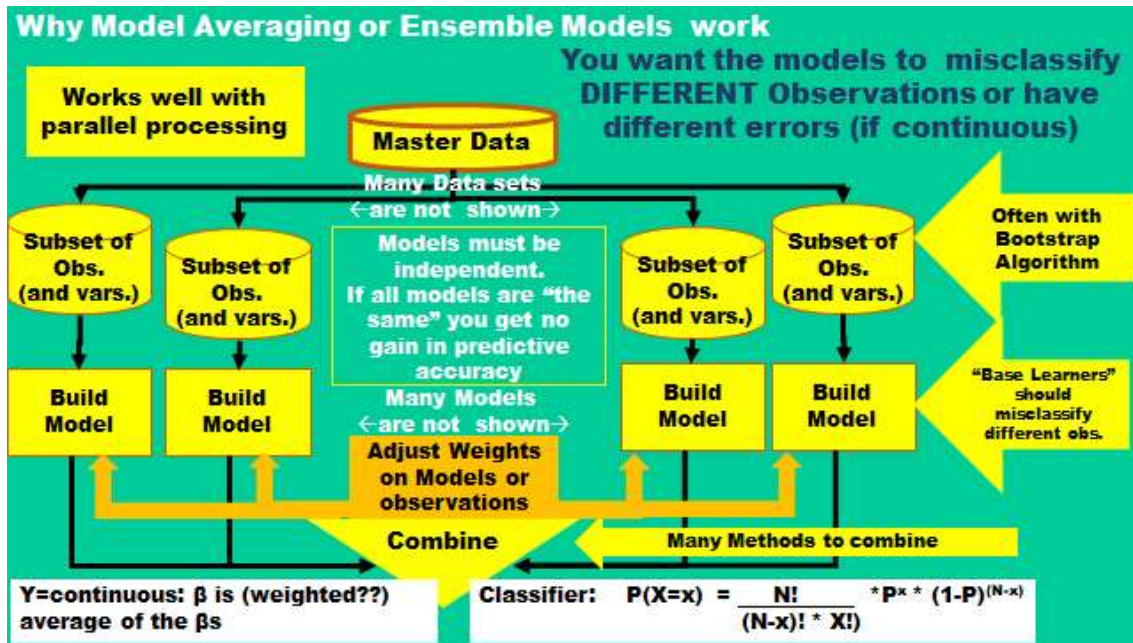 Why Model Averaging or Ensemble Models work
You want the models to misclassify
DIFFERENT Observations or have
different errors (if continuous)
Works well with
parallel processing
Master Data
Many Data sets
←are not shown→
Subset of
Obs.
(and vars.)
Subset of
Obs.
(and vars.)
Models must be
independent.
If all models are “the
same” you get no
gain in predictive
accuracy
Subset of
Obs.
(and vars.)
Subset of
Obs.
(and vars.)
Often with
Bootstrap
Algorithm
Build
Model
Build
Model
Many Models
←are not shown→
Build
Model
Build
Model
“Base Learners”
should
misclassify
different obs.
Adjust Weights
on Models or
observations
Combine
Many Methods to combine
Y=continuous: β is (weighted??)
average of the βs
Classifier: P(X=x) = N! *Pˣ * (1-P)⁽ᴺ⁻ˣ⁾
(N-x)! * X!)